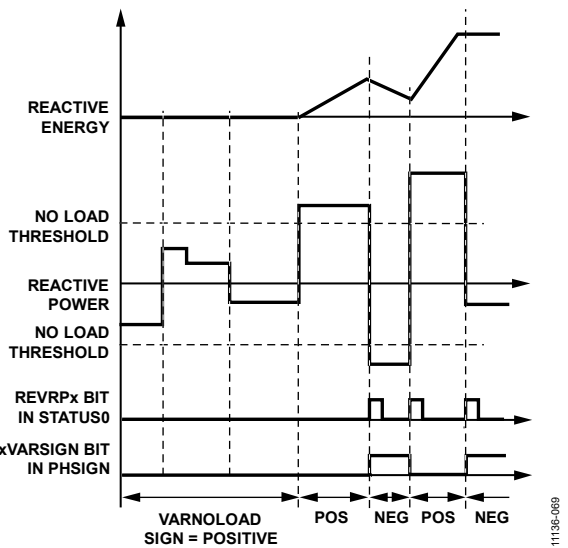 REACTIVE
ENERGY
NO LOAD
THRESHOLD
REACTIVE
POWER
NO LOAD
THRESHOLD
REVRPx BIT
IN STATUS0
xVARSIGN BIT
IN PHSIGN
VARNOLOAD
SIGN = POSITIVE
POS
NEG
POS
NEG
11136-069